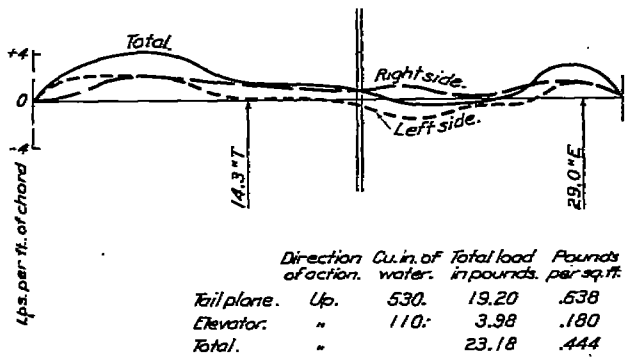 Total.
+4
Right side.
0
Left side.
-4
14.3"T
29.0"E
Lps. per ft. of chord
Direction of action. Cu. in. of water. Total load in pounds. Pounds per sq. ft.
Tail plane. Up. 530. 19.20 .638
Elevator. " 110. 3.98 .180
Total. " 23.18 .444